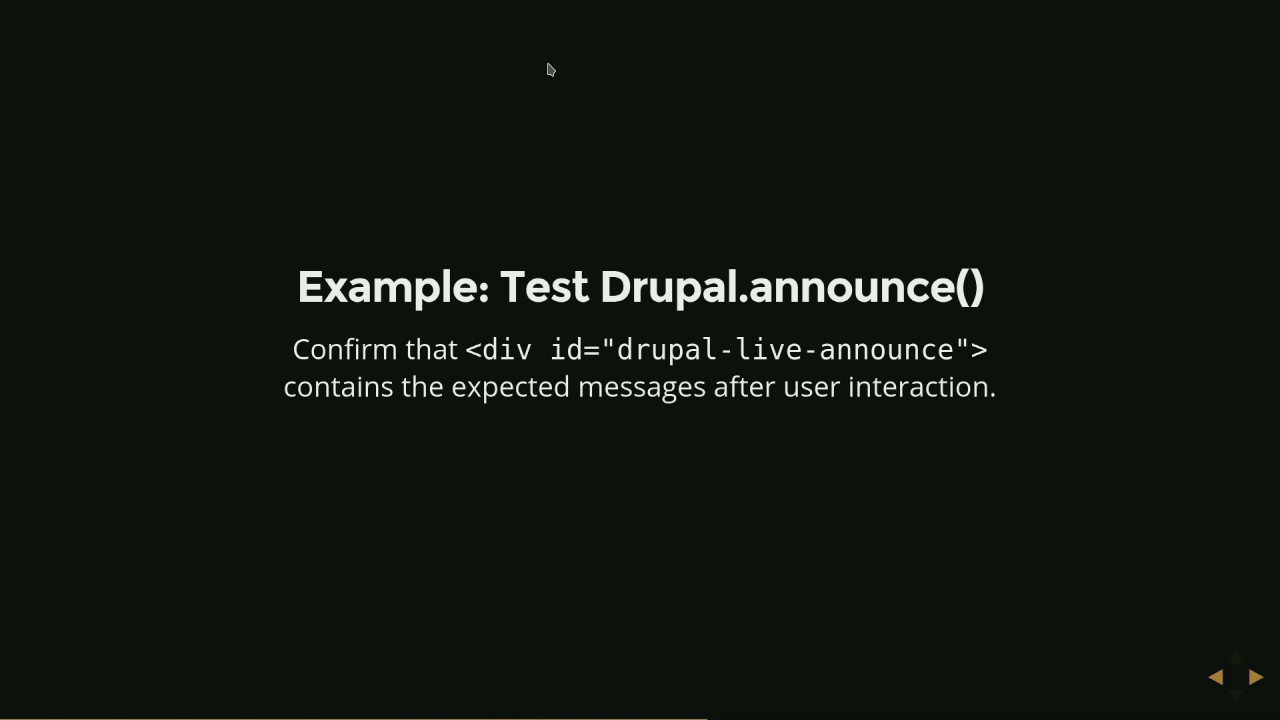 Example: Test Drupal.announce()
Confirm that <div id="drupal-live-announce">
contains the expected messages after user interaction.